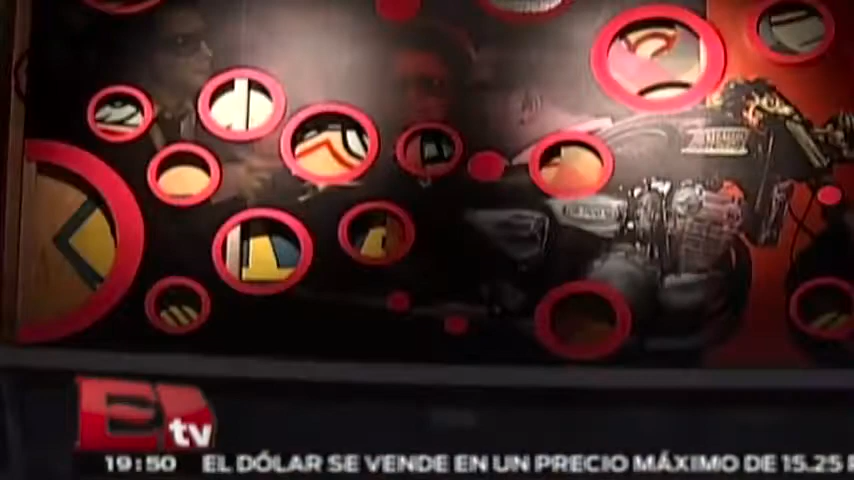 E tv
19:50 EL DÓLAR SE VENDE EN UN PRECIO MÁXIMO DE 15.25 P